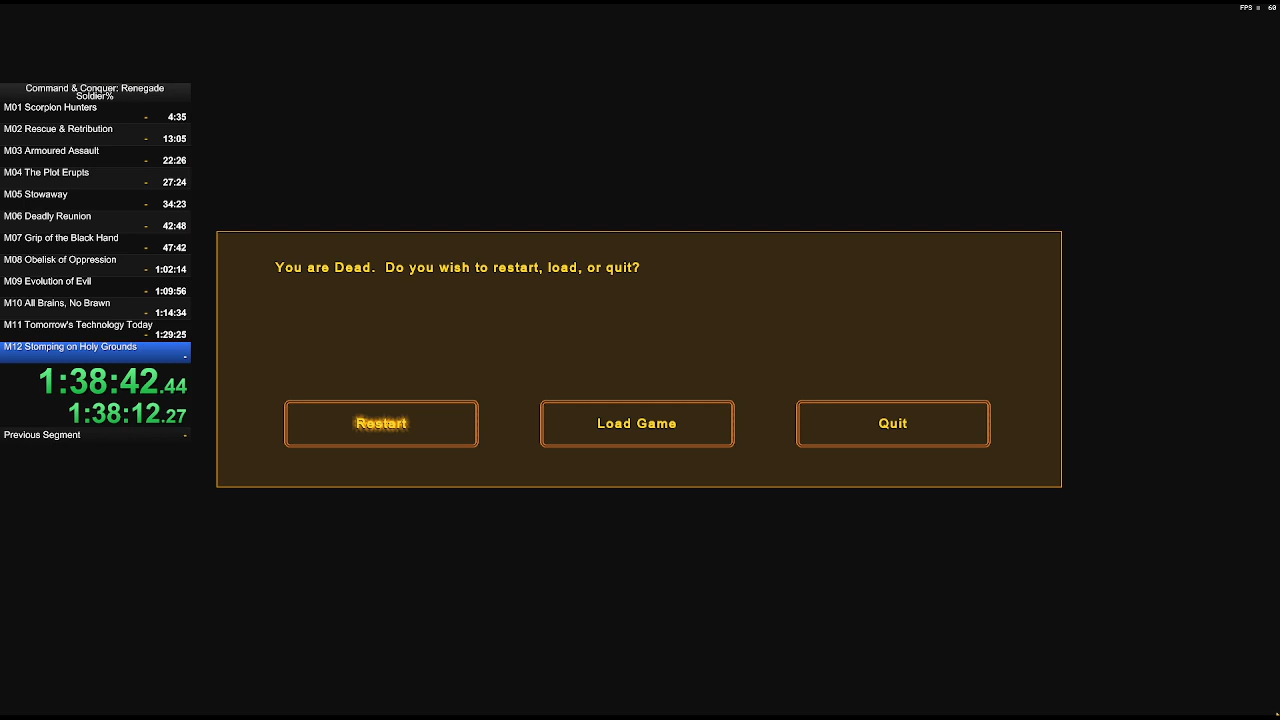 FPS = 60
Command & Conquer: Renegade
Soldier%
M01 Scorpion Hunters
- 4:35
M02 Rescue & Retribution
- 13:05
M03 Armoured Assault
- 22:26
M04 The Plot Erupts
- 27:24
M05 Stowaway
- 34:23
M06 Deadly Reunion
- 42:48
M07 Grip of the Black Hand
- 47:42
M08 Obelisk of Oppression
- 1:02:14
M09 Evolution of Evil
- 1:09:56
M10 All Brains, No Brawn
- 1:14:34
M11 Tomorrow's Technology Today
- 1:29:25
M12 Stomping on Holy Grounds
-
1:38:42.44
1:38:12.27
Previous Segment -
You are Dead.  Do you wish to restart, load, or quit?
Restart
Load Game
Quit